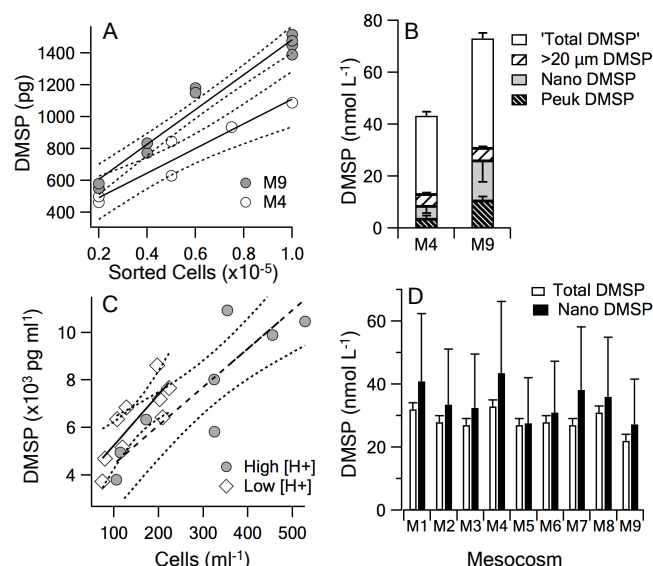 A
DMSP (pg)
1400
1200
1000
800
600
400
M9
M4
0.2 0.4 0.6 0.8 1.0
Sorted Cells (x10-5)
B
DMSP (nmol L-1)
80
60
40
20
0
'Total DMSP'
>20 µm DMSP
Nano DMSP
Peuk DMSP
M4 M9
C
DMSP (x10³ pg ml¹)
10
8
6
4
High [H+]
Low [H+]
100 200 300 400 500
Cells (ml-1)
D
DMSP (nmol L-1)
60
40
20
0
Total DMSP
Nano DMSP
M1 M2 M3 M4 M5 M6 M7 M8 M9
Mesocosm